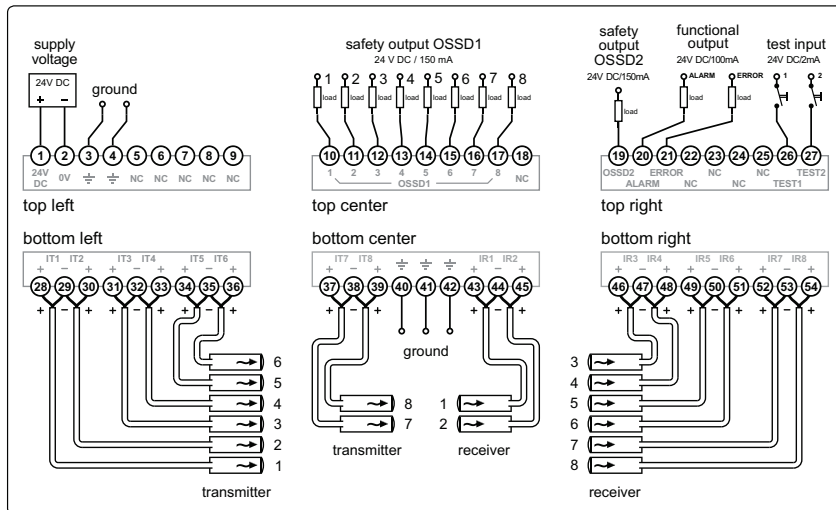 supply voltage
24V DC
+ −
ground
1 2 3 4 5 6 7 8 9
24V DC 0V NC NC NC NC NC
top left
safety output OSSD1
24 V DC / 150 mA
1 2 3 4 5 6 7 8
load load load load load load load load
10 11 12 13 14 15 16 17 18
1 2 3 4 5 6 7 8 NC
OSSD1
top center
safety output OSSD2
24V DC/150mA
load
functional output
24V DC/100mA
ALARM ERROR
load load
test input
24V DC/2mA
1 2
19 20 21 22 23 24 25 26 27
OSSD2 ERROR NC NC TEST2
ALARM NC NC TEST1
top right
bottom left
IT1 IT2 IT3 IT4 IT5 IT6
+ − + + − + + − +
28 29 30 31 32 33 34 35 36
+ − + + − + + − +
6
5
4
3
2
1
transmitter
bottom center
IT7 IT8 IR1 IR2
+ − + + − +
37 38 39 40 41 42 43 44 45
+ − + + − +
ground
8
7
transmitter
1
2
receiver
bottom right
IR3 IR4 IR5 IR6 IR7 IR8
+ − + + − + + − +
46 47 48 49 50 51 52 53 54
+ − + + − + + − +
3
4
5
6
7
8
receiver